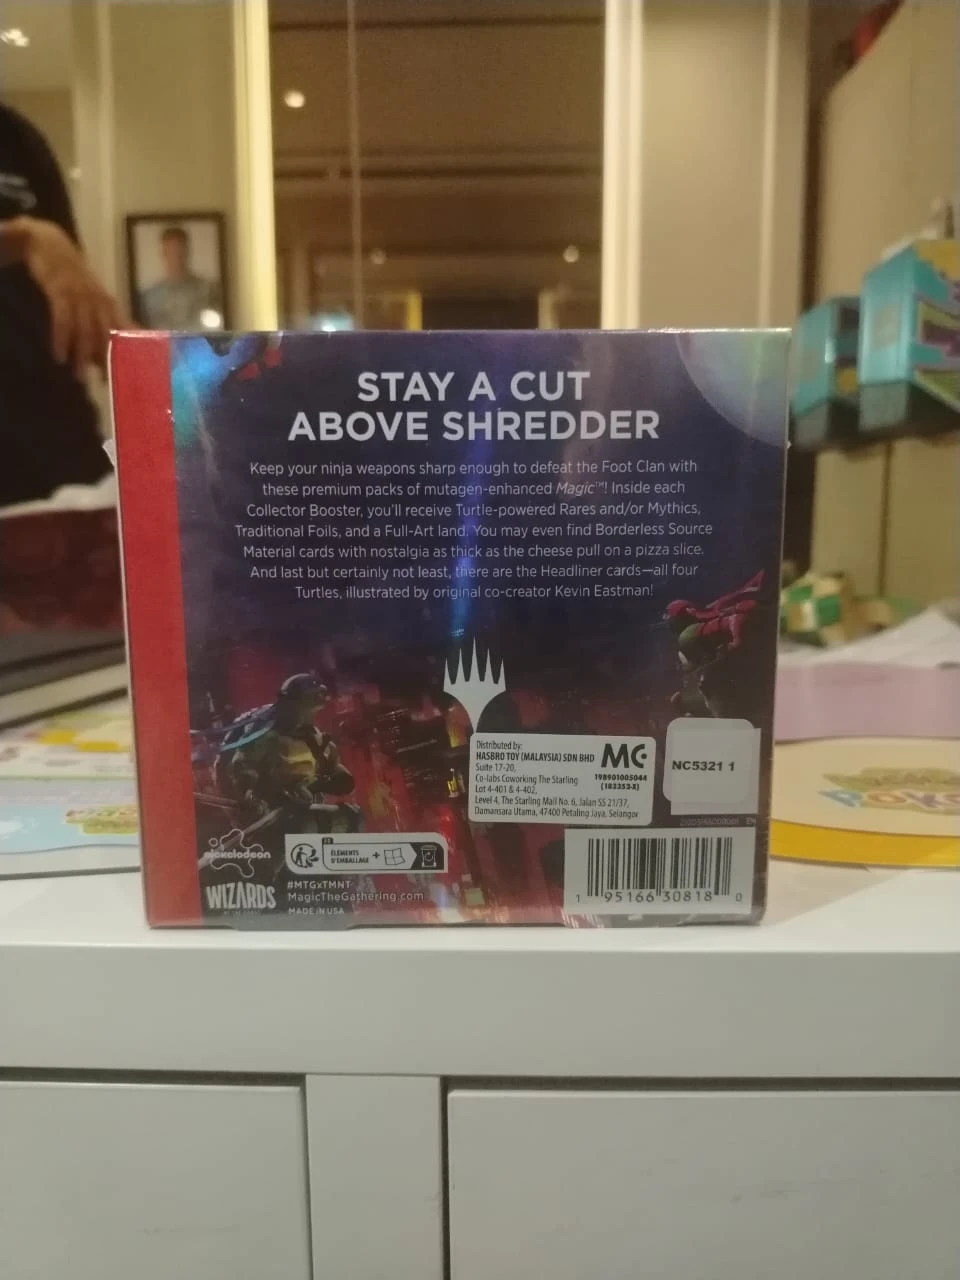 STAY A CUT
ABOVE SHREDDER
Keep your ninja weapons sharp enough to defeat the Foot Clan with
these premium packs of mutagen-enhanced Magic™! Inside each
Collector Booster, you'll receive Turtle-powered Rares and/or Mythics,
Traditional Foils, and a Full-Art land. You may even find Borderless Source
Material cards with nostalgia as thick as the cheese pull on a pizza slice.
And last but certainly not least, there are the Headliner cards—all four
Turtles, illustrated by original co-creator Kevin Eastman!
Distributed by:
HASBRO TOY (MALAYSIA) SDN BHD
Suite 17-20,
Co-labs Coworking The Starling
Lot 4-401 & 4-402,
Level 4, The Starling Mall No. 6, Jalan SS 21/37,
Damansara Utama, 47400 Petaling Jaya, Selangor
MC
198901005044
(182252-X)
NC5321 1
EN
nickelodeon
FR
ÉLÉMENTS
D'EMBALLAGE +
WIZARDS
OF THE COAST
#MTGxTMNT
MagicTheGathering.com
MADE IN USA
1 95166 30818 0